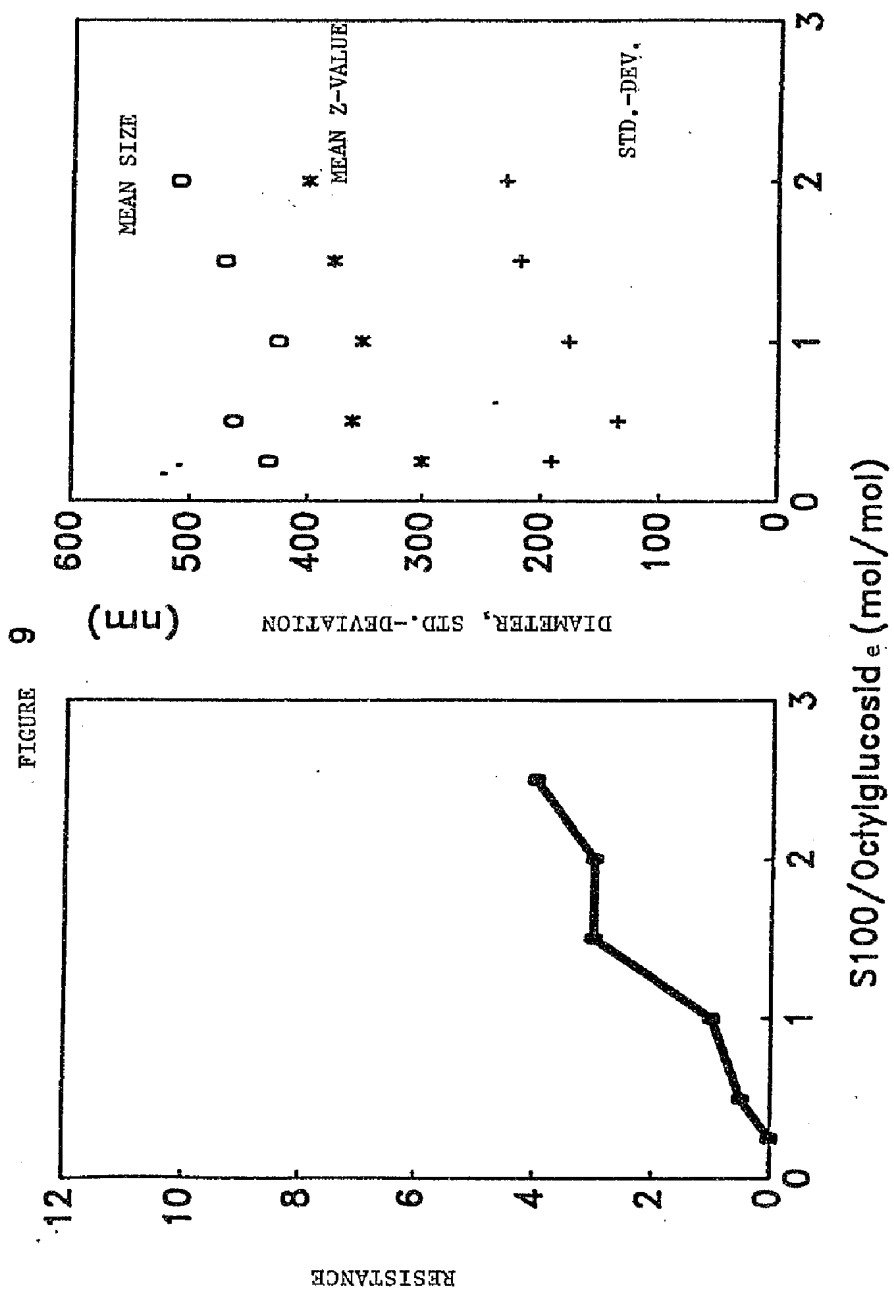 FIGURE 9
RESISTANCE
12
10
8
6
4
2
0
0 1 2 3
DIAMETER, STD.-DEVIATION
(nm)
600
500
400
300
200
100
0
0 1 2 3
MEAN SIZE
MEAN Z-VALUE
STD.-DEV.
S100/Octylglucoside (mol/mol)